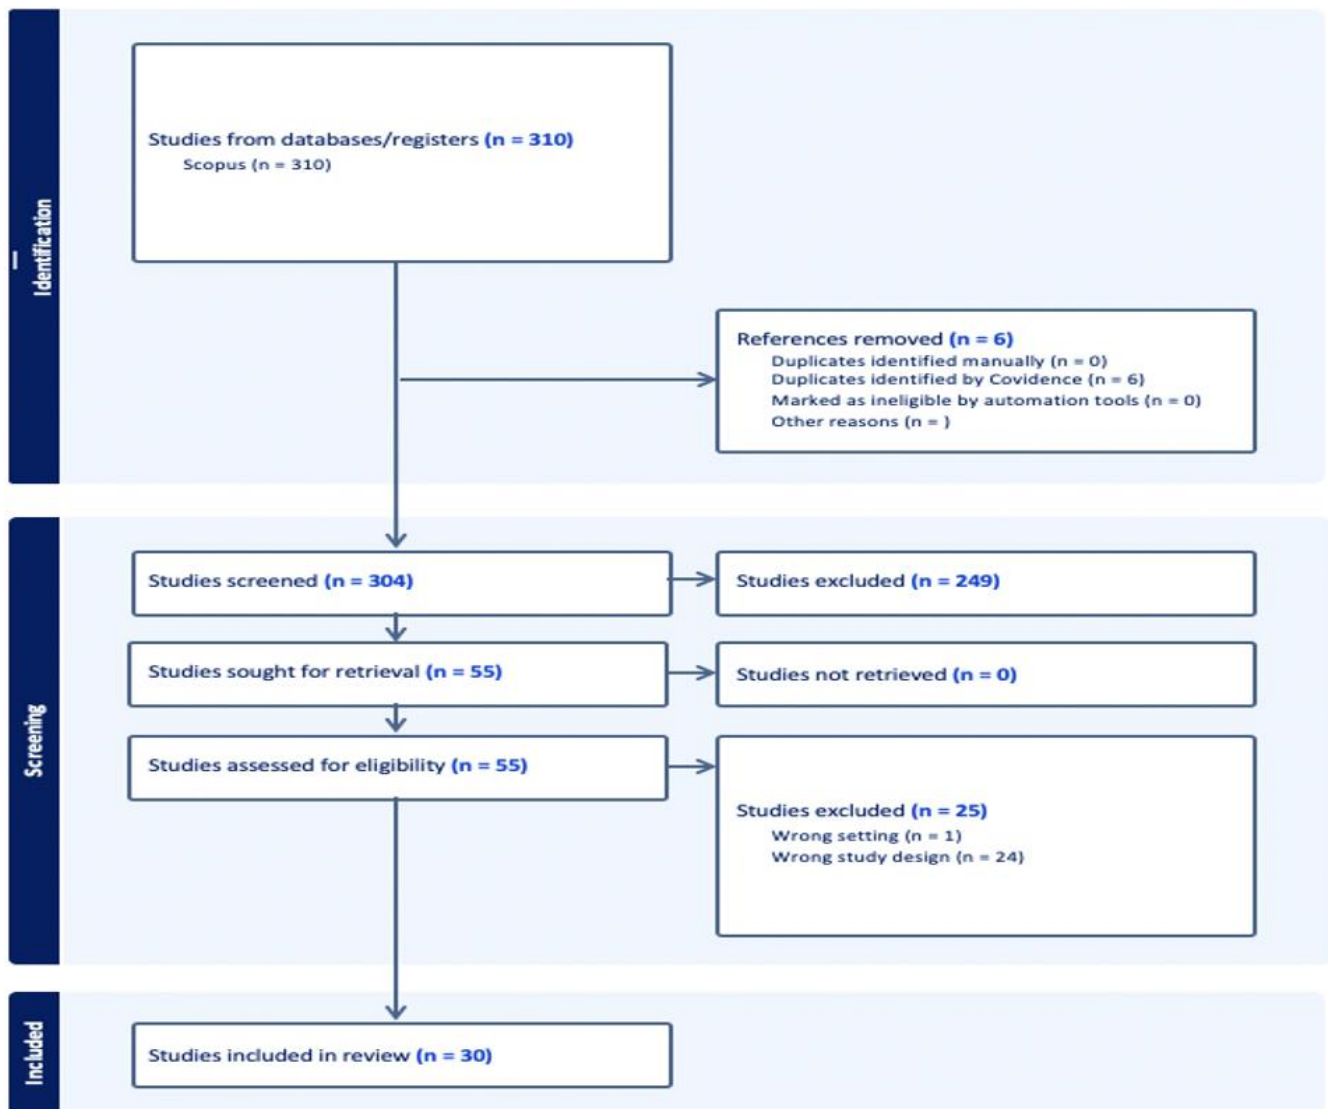 Identification
Studies from databases/registers (n = 310)
Scopus (n = 310)
References removed (n = 6)
Duplicates identified manually (n = 0)
Duplicates identified by Covidence (n = 6)
Marked as ineligible by automation tools (n = 0)
Other reasons (n = )
Screening
Studies screened (n = 304)
Studies excluded (n = 249)
Studies sought for retrieval (n = 55)
Studies not retrieved (n = 0)
Studies assessed for eligibility (n = 55)
Studies excluded (n = 25)
Wrong setting (n = 1)
Wrong study design (n = 24)
Included
Studies included in review (n = 30)